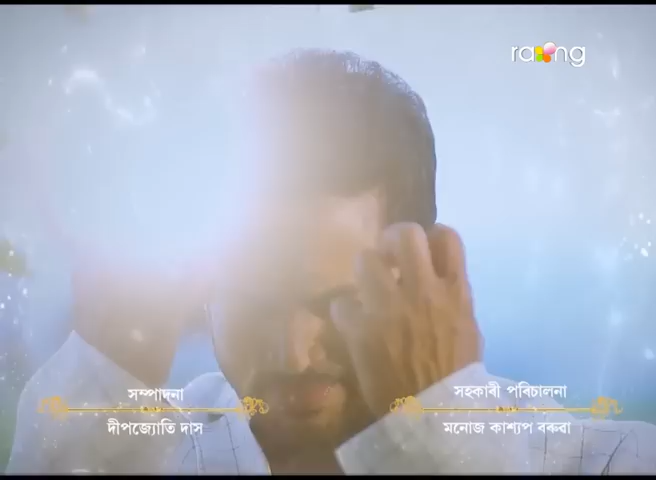 rang
সম্পাদনা
দীপজ্যোতি দাস
সহকাৰী পৰিচালনা
মনোজ কাশ্যপ বৰুৱা